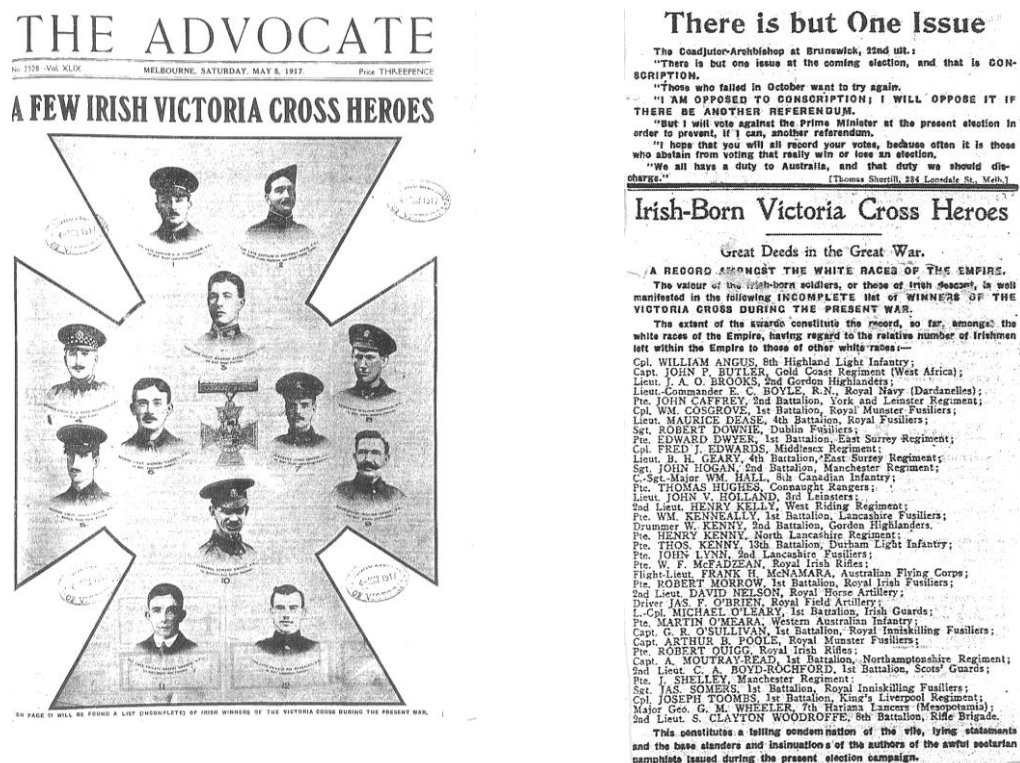 THE ADVOCATE
No. 2328 -Vol. XLIX MELBOURNE, SATURDAY, MAY 5, 1917. Price THREEPENCE
A FEW IRISH VICTORIA CROSS HEROES
1
2
3
10
11
12
ON PAGE 21 WILL BE FOUND A LIST (INCOMPLETE) OF IRISH WINNERS OF THE VICTORIA CROSS DURING THE PRESENT WAR.
There is but One Issue
The Coadjutor-Archbishop at Brunswick, 22nd ult.:
"There is but one issue at the coming election, and that is CON-
SCRIPTION.
"Those who failed in October want to try again.
"I AM OPPOSED TO CONSCRIPTION; I WILL OPPOSE IT IF
THERE BE ANOTHER REFERENDUM.
"But I will vote against the Prime Minister at the present election in
order to prevent, if I can, another referendum.
"I hope that you will all record your votes, because often it is those
who abstain from voting that really win or lose an election.
"We all have a duty to Australia, and that duty we should dis-
charge." [Thomas Shortill, 234 Lonsdale St., Melb.]
Irish-Born Victoria Cross Heroes
Great Deeds in the Great War.
A RECORD AMONGST THE WHITE RACES OF THE EMPIRE.
The valour of the Irish-born soldiers, or those of Irish descent, is well
manifested in the following INCOMPLETE list of WINNERS OF THE
VICTORIA CROSS DURING THE PRESENT WAR.
The extent of the awards constitute the record, so far, amongst the
white races of the Empire, having regard to the relative number of Irishmen
left within the Empire to those of other white races:—
Cpl. WILLIAM ANGUS, 8th Highland Light Infantry;
Capt. JOHN P. BUTLER, Gold Coast Regiment (West Africa);
Lieut. J. A. O. BROOKS, 2nd Gordon Highlanders;
Lieut.-Commander E. C. BOYLE, R.N., Royal Navy (Dardanelles);
Pte. JOHN CAFFREY, 2nd Battalion, York and Leinster Regiment;
Cpl. WM. COSGROVE, 1st Battalion, Royal Munster Fusiliers;
Lieut. MAURICE DEASE, 4th Battalion, Royal Fusiliers;
Sgt. ROBERT DOWNIE, Dublin Fusiliers;
Pte. EDWARD DWYER, 1st Battalion, East Surrey Regiment;
Cpl. FRED J. EDWARDS, Middlesex Regiment;
Lieut. B. H. GEARY, 4th Battalion, East Surrey Regiment;
Sgt. JOHN HOGAN, 2nd Battalion, Manchester Regiment;
C.-Sgt.-Major WM. HALL, 8th Canadian Infantry;
Pte. THOMAS HUGHES, Connaught Rangers;
Lieut. JOHN V. HOLLAND, 3rd Leinsters;
2nd Lieut. HENRY KELLY, West Riding Regiment;
Pte. WM. KENNEALLY, 1st Battalion, Lancashire Fusiliers;
Drummer W. KENNY, 2nd Battalion, Gordon Highlanders.
Pte. HENRY KENNY, North Lancashire Regiment;
Pte. THOS. KENNY, 13th Battalion, Durham Light Infantry;
Pte. JOHN LYNN, 2nd Lancashire Fusiliers;
Pte. W. F. McFADZEAN, Royal Irish Rifles;
Flight-Lieut. FRANK H. McNAMARA, Australian Flying Corps;
Pte. ROBERT MORROW, 1st Battalion, Royal Irish Fusiliers;
2nd Lieut. DAVID NELSON, Royal Horse Artillery;
Driver JAS. F. O'BRIEN, Royal Field Artillery;
L.-Cpl. MICHAEL O'LEARY, 1st Battalion, Irish Guards;
Pte. MARTIN O'MEARA, Western Australian Infantry;
Capt. G. R. O'SULLIVAN, 1st Battalion, Royal Inniskilling Fusiliers;
Capt. ARTHUR B. POOLE, Royal Munster Fusiliers;
Pte. ROBERT QUIGG, Royal Irish Rifles;
Capt. A. MOUTRAY-READ, 1st Battalion, Northamptonshire Regiment;
2nd Lieut. C. A. BOYD-ROCHFORD, 1st Battalion, Scots' Guards;
Pte. J. SHELLEY, Manchester Regiment:
Sgt. JAS. SOMERS, 1st Battalion, Royal Inniskilling Fusiliers;
Cpl. JOSEPH TOOMBS, 1st Battalion, King's Liverpool Regiment;
Major Geo. G. M. WHEELER, 7th Hariana Lancers (Mesopotamia);
2nd Lieut. S. CLAYTON WOODROFFE, 8th Battalion, Rifle Brigade.
This constitutes a telling condemnation of the vile, lying statements
and the base slanders and insinuations of the authors of the awful sectarian
pamphlets issued during the present election campaign.